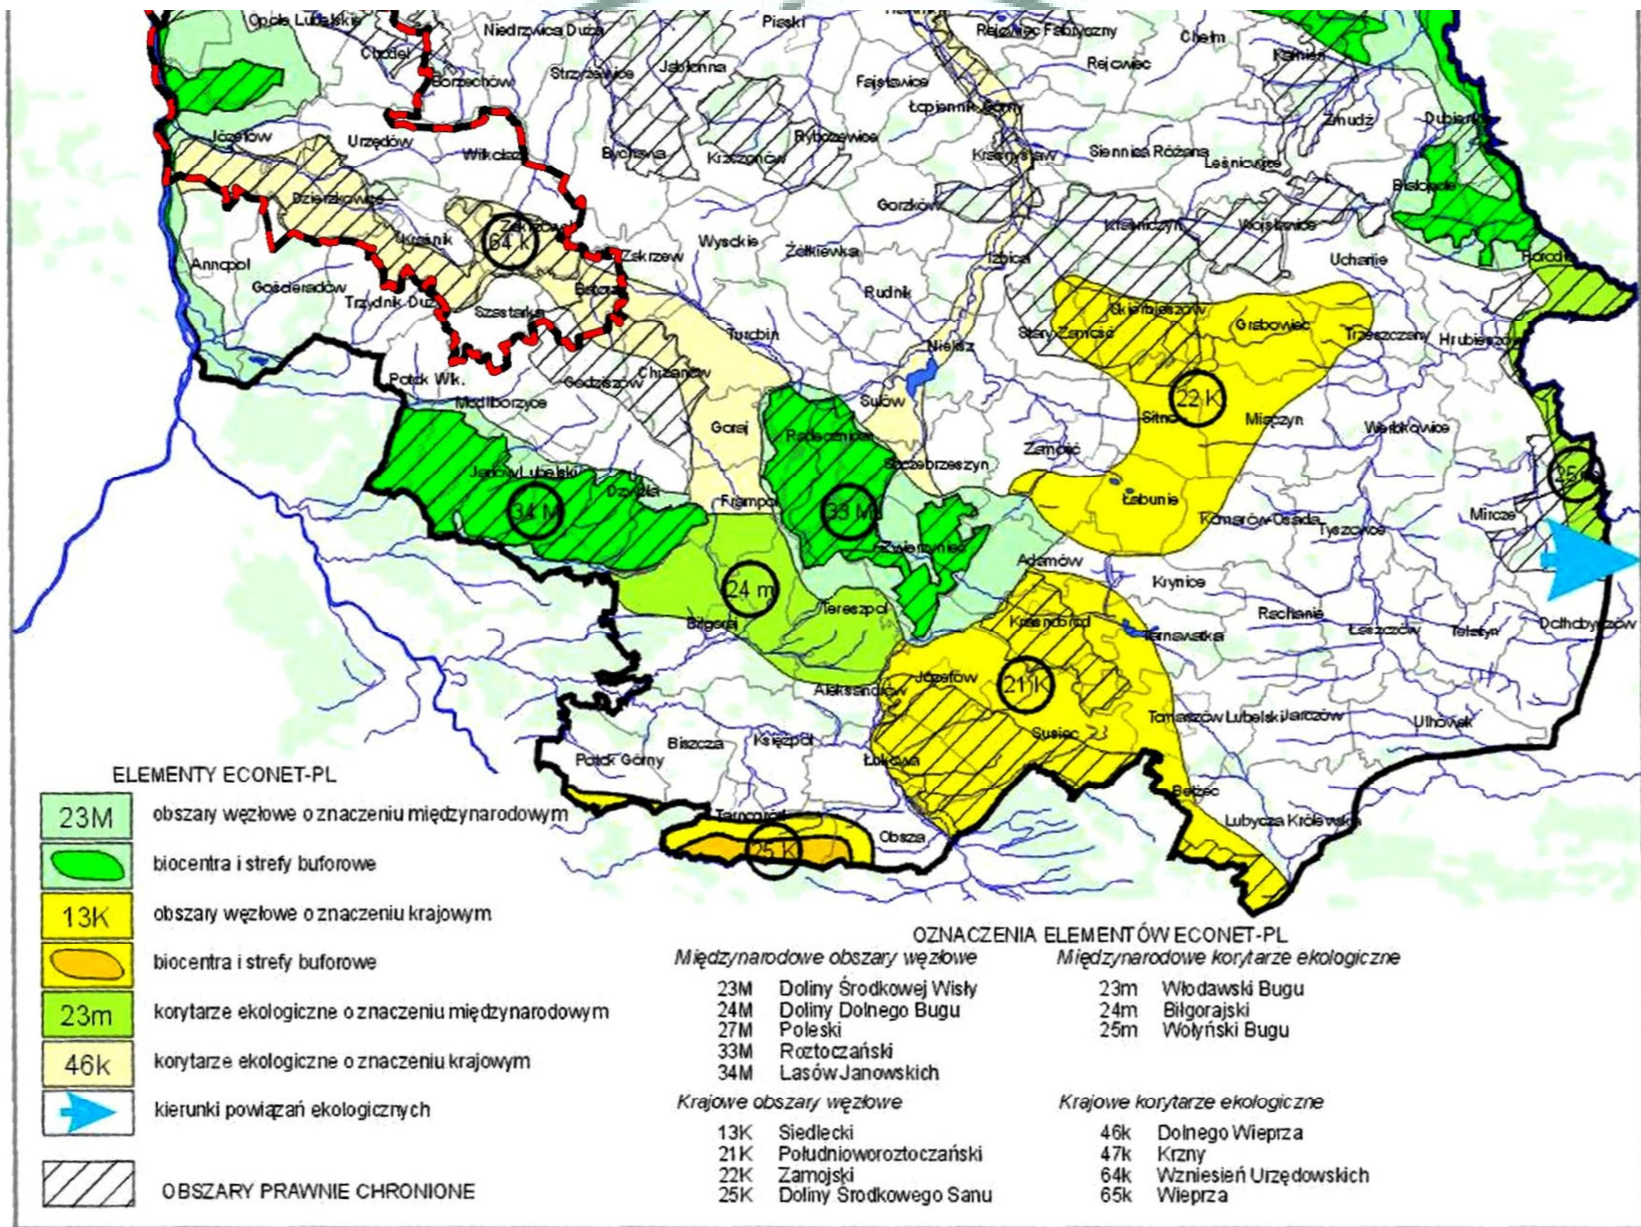 Opole Lubelskie
Niedrzwica Duża
Piaski
Rejowiec Fabryczny
Chełm
Kamień
Chodel
Borzechów
Strzyżewice
Jabłonna
Fajsławice
Rejowiec
Łopiennik Górny
Żmudź
Józefów
Urzędów
Wilkołaz
Bychawa
Krzczonów
Rybczewice
Krasnystaw
Siennica Różana
Leśniowice
Białopole
Dzierzkowice
Gorzków
Kraśniczyn
Wojsławice
Kraśnik
64 k
Zakrzew
Wysokie
Żółkiewka
Izbica
Uchanie
Annopol
Gościeradów
Trzydnik Duż
Szastarka
Rudnik
Skierbieszów
Grabowiec
Turobin
Stary Zamość
Trzeszczany
Hrubieszów
Nielisz
Potok Wlk.
Godziszów
Chrzanów
Modliborzyce
Sułów
22 K
Sitno
Miączyn
Werbkowice
Goraj
Radecznica
Zamość
Szczebrzeszyn
Janów Lubelski
Dzwola
Frampol
Łabunie
34 M
33 M
Komarów-Osada
Tyszowce
Mircze
Zwierzyniec
Adamów
24 m
Krynice
Tereszpol
Biłgoraj
Krasnobród
Tarnawatka
Rachanie
Łaszczów
Telatyn
Dołhobyczów
Aleksandrów
Józefów
21 K
Susiec
Tomaszów Lubelski
Jarczów
Ulhówek
Potok Górny
Biszcza
Księżpol
Łukowa
Bełżec
Lubycza Królewska
Tarnogród
Obsza
25 K
ELEMENTY ECONET-PL
23M obszary węzłowe o znaczeniu międzynarodowym
biocentra i strefy buforowe
13K obszary węzłowe o znaczeniu krajowym
biocentra i strefy buforowe
23m korytarze ekologiczne o znaczeniu międzynarodowym
46k korytarze ekologiczne o znaczeniu krajowym
kierunki powiązań ekologicznych
OBSZARY PRAWNIE CHRONIONE
OZNACZENIA ELEMENTÓW ECONET-PL
Międzynarodowe obszary węzłowe
23M Doliny Środkowej Wisły
24M Doliny Dolnego Bugu
27M Poleski
33M Roztoczański
34M Lasów Janowskich
Krajowe obszary węzłowe
13K Siedlecki
21K Południoworoztoczański
22K Zamojski
25K Doliny Środkowego Sanu
Międzynarodowe korytarze ekologiczne
23m Włodawski Bugu
24m Biłgorajski
25m Wołyński Bugu
Krajowe korytarze ekologiczne
46k Dolnego Wieprza
47k Krzny
64k Wzniesień Urzędowskich
65k Wieprza